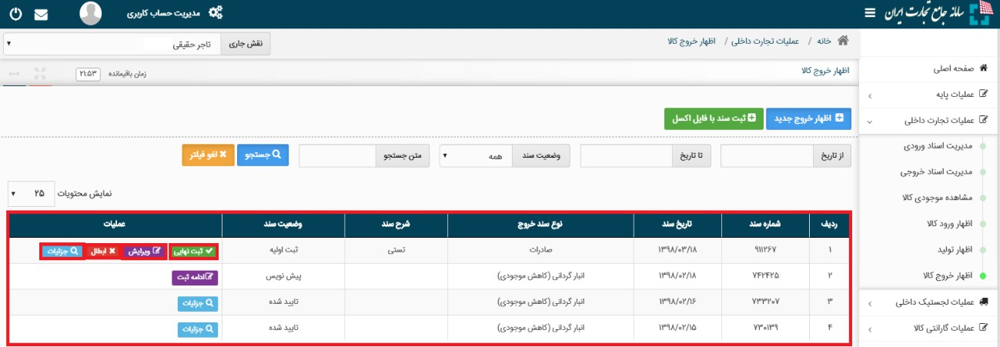 سامانه جامع تجارت ایران
مدیریت حساب کاربری
خانه / عملیات تجارت داخلی / اظهار خروج کالا
نقش جاری تاجر حقیقی
صفحه اصلی
عملیات پایه
عملیات تجارت داخلی
مدیریت اسناد ورودی
مدیریت اسناد خروجی
مشاهده موجودی کالا
اظهار ورود کالا
اظهار تولید
اظهار خروج کالا
عملیات لجستیک داخلی
عملیات گارانتی کالا
اظهار خروج کالا
زمان باقیمانده ۲۱:۵۳
اظهار خروج جدید ثبت سند با فایل اکسل
از تاریخ تا تاریخ وضعیت سند همه متن جستجو جستجو لغو فیلتر
نمایش محتویات ۲۵
ردیف شماره سند تاریخ سند نوع سند خروج شرح سند وضعیت سند عملیات
۱ ۹۱۱۲۶۷ ۱۳۹۸/۰۳/۱۸ صادرات تستی ثبت اولیه ثبت نهایی ویرایش ابطال جزئیات
۲ ۷۴۲۴۲۵ ۱۳۹۸/۰۲/۱۸ انبار گردانی (کاهش موجودی) پیش نویس ادامه ثبت
۳ ۷۳۳۲۰۷ ۱۳۹۸/۰۲/۱۶ انبار گردانی (کاهش موجودی) تایید شده جزئیات
۴ ۷۳۰۱۳۹ ۱۳۹۸/۰۲/۱۵ انبار گردانی (کاهش موجودی) تایید شده جزئیات